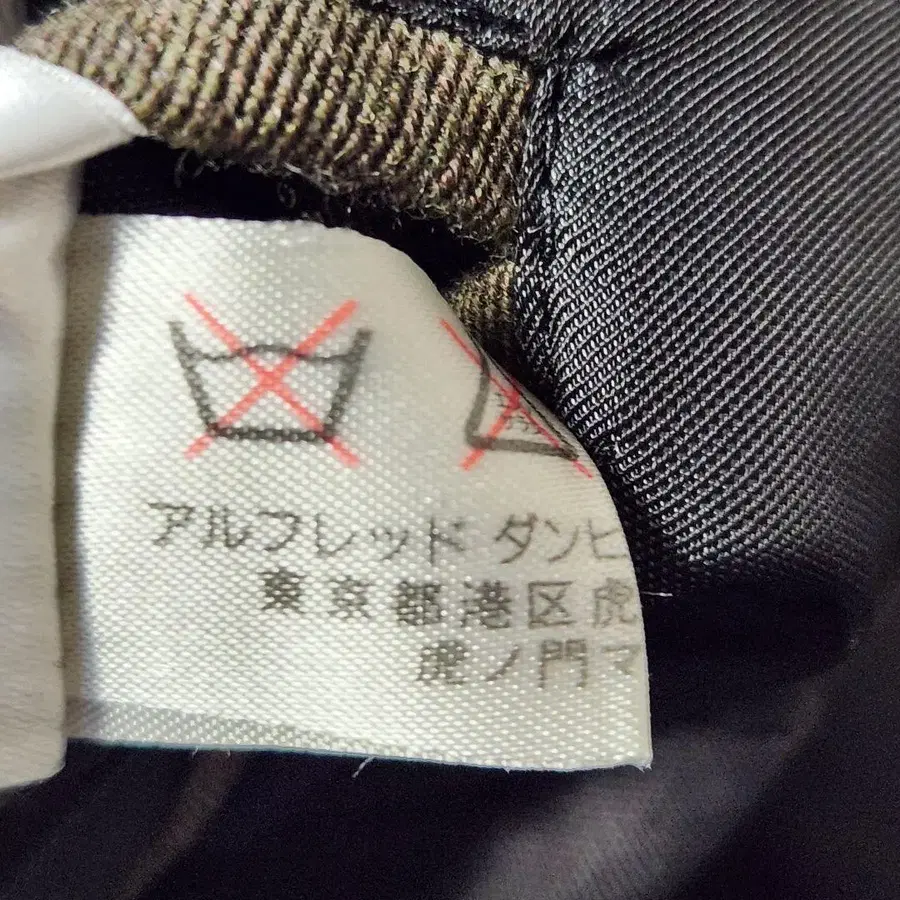 アルフレッド ダンヒ
東京都港区虎
虎ノ門マ